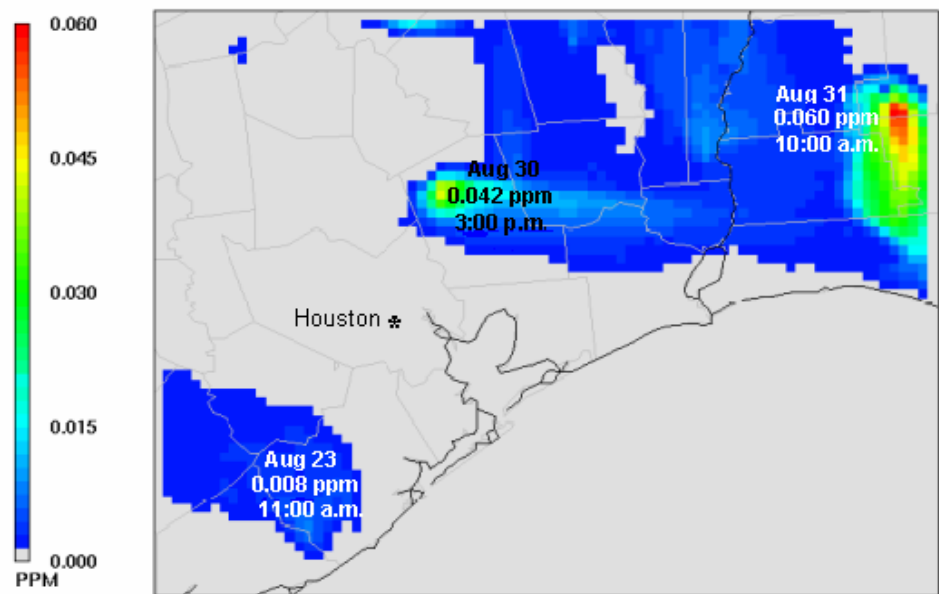 0.060
0.045
0.030
0.015
0.000
PPM
Aug 31
0.060 ppm
10:00 a.m.
Aug 30
0.042 ppm
3:00 p.m.
Houston *
Aug 23
0.008 ppm
11:00 a.m.